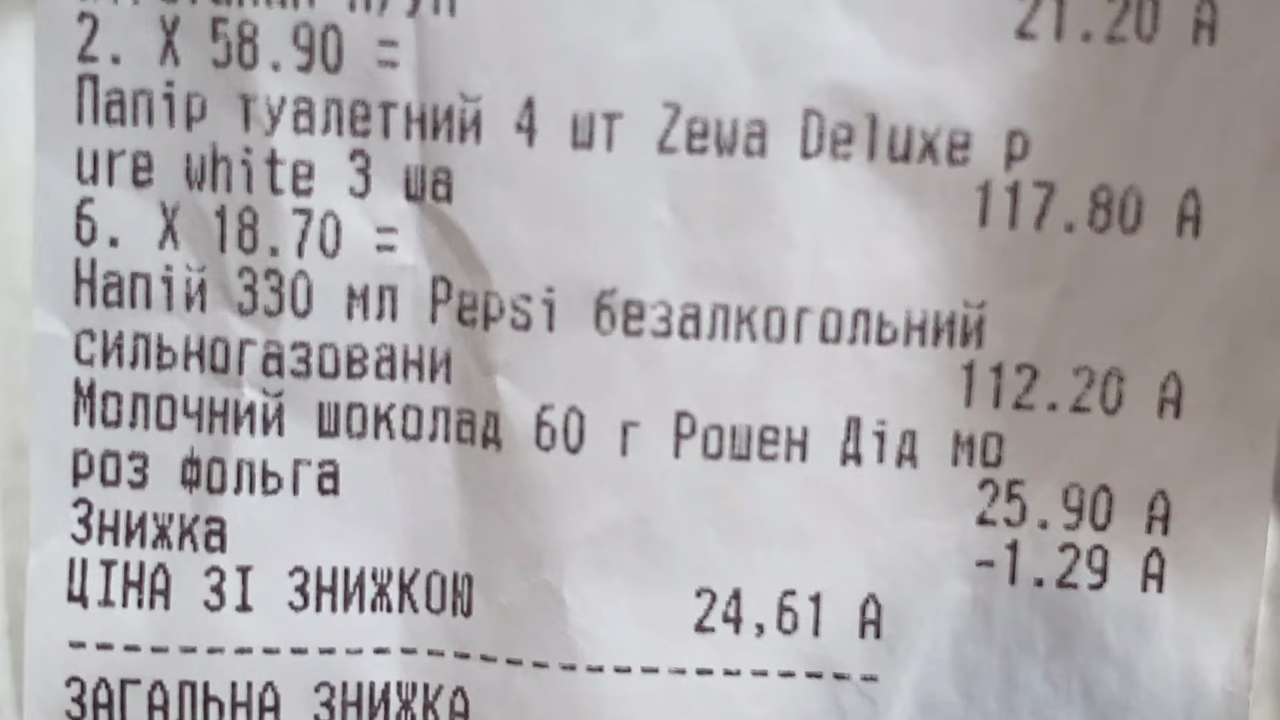 21.20 А
2. X 58.90 =
Папір туалетний 4 шт Zewa Deluxe p
ure white 3 ша 117.80 А
6. X 18.70 =
Напій 330 мл Pepsi безалкогольний
сильногазовани 112.20 А
Молочний шоколад 60 г Рошен Дід мо
роз фольга 25.90 А
Знижка -1.29 А
ЦІНА ЗІ ЗНИЖКОЮ 24,61 А
--------------------------------
ЗАГАЛЬНА ЗНИЖКА